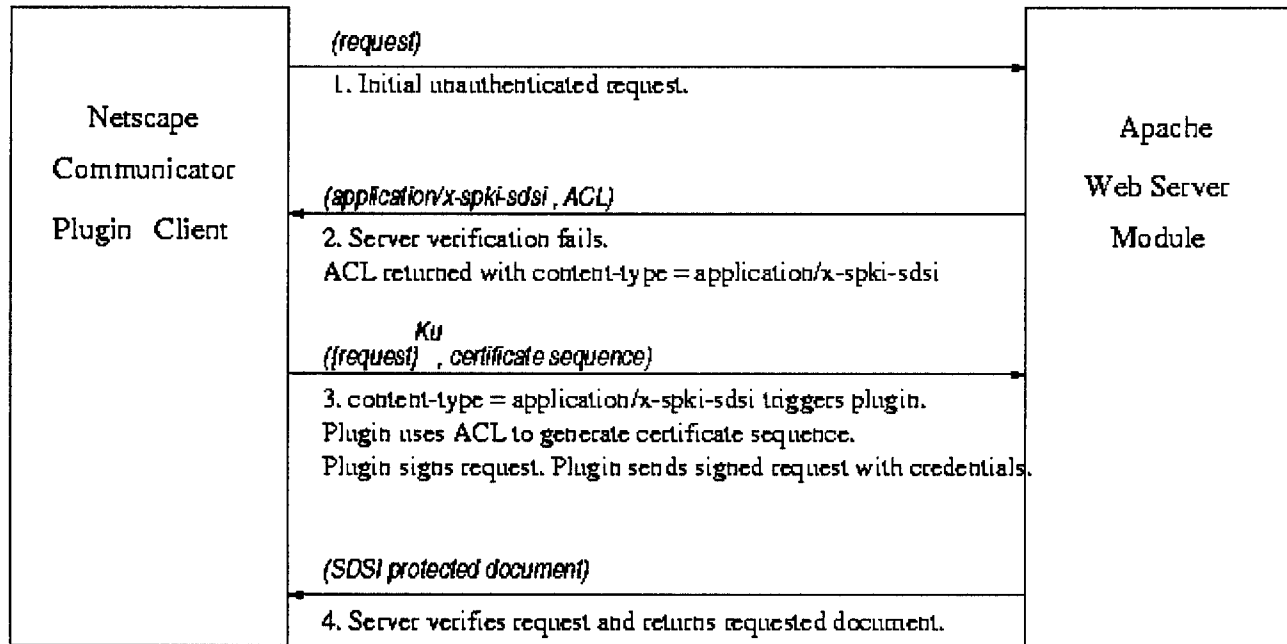 (request)
1. Initial unauthenticated request.
Netscape
Communicator
Plugin Client
Apache
Web Server
Module
(application/x-spki-sdsi , ACL)
2. Server verification fails.
ACL returned with content-type = application/x-spki-sdsi
Ku
([request] , certificate sequence)
3. content-type = application/x-spki-sdsi triggers plugin.
Plugin uses ACL to generate certificate sequence.
Plugin signs request. Plugin sends signed request with credentials.
(SDSI protected document)
4. Server verifies request and returns requested document.